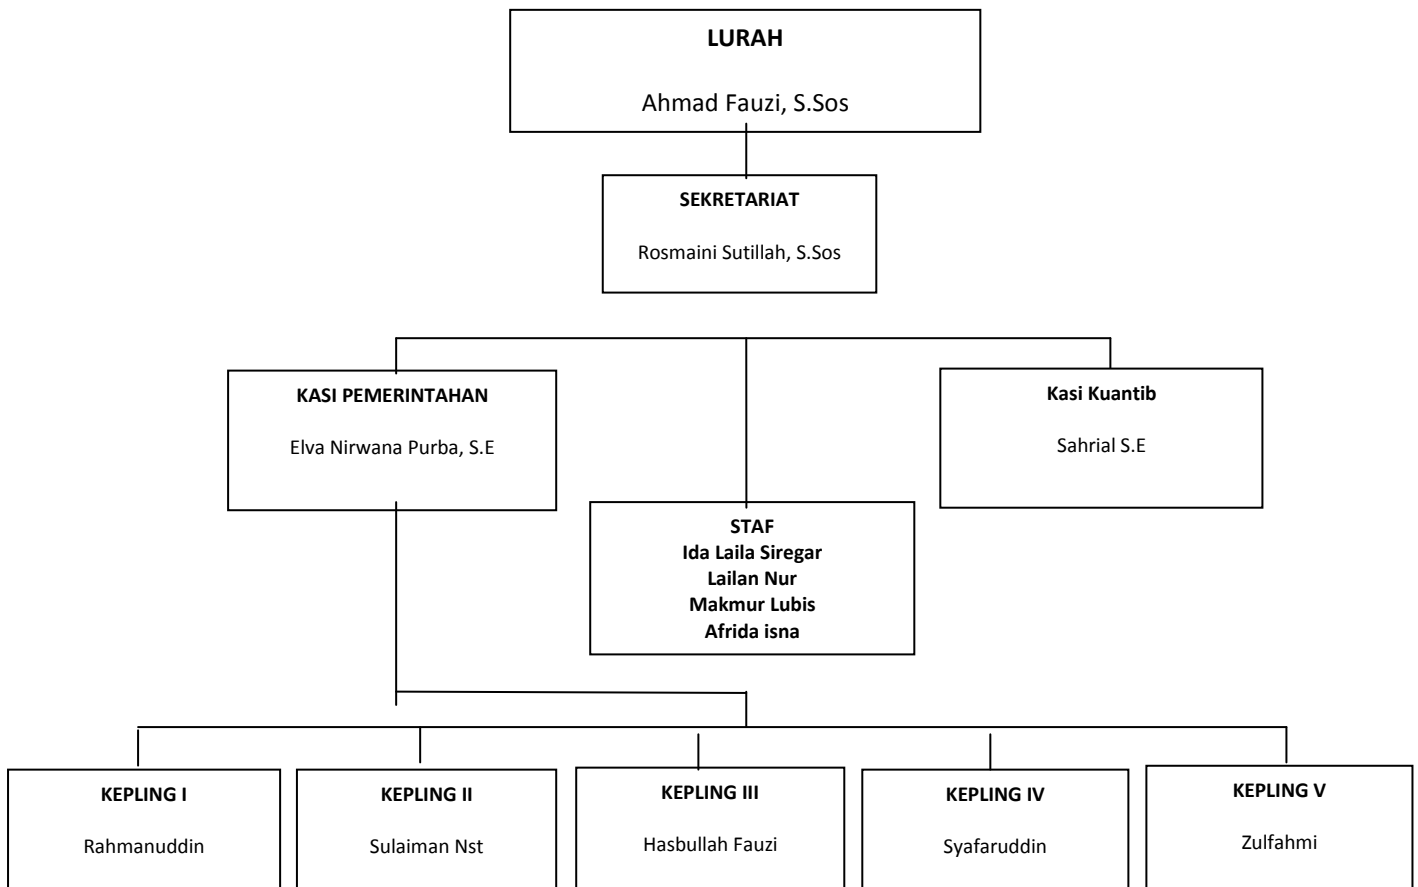 LURAH
Ahmad Fauzi, S.Sos
SEKRETARIAT
Rosmaini Sutillah, S.Sos
KASI PEMERINTAHAN
Elva Nirwana Purba, S.E
Kasi Kuantib
Sahrial S.E
STAF
Ida Laila Siregar
Lailan Nur
Makmur Lubis
Afrida isna
KEPLING I
Rahmanuddin
KEPLING II
Sulaiman Nst
KEPLING III
Hasbullah Fauzi
KEPLING IV
Syafaruddin
KEPLING V
Zulfahmi